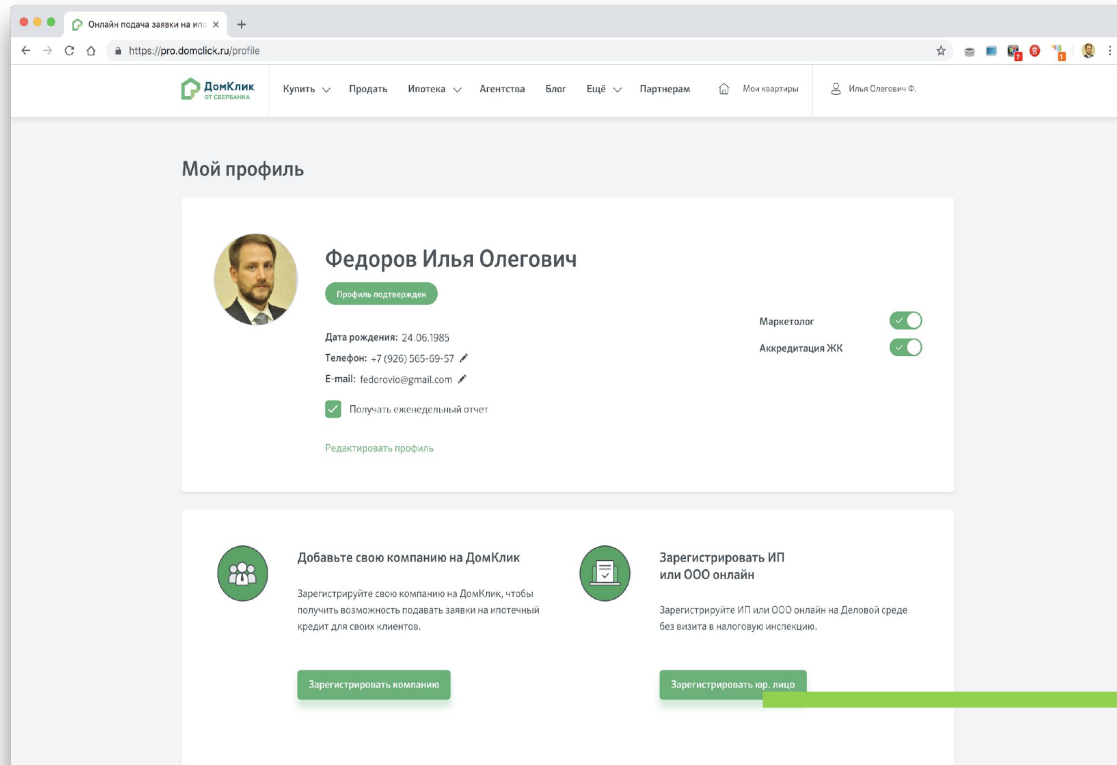 Онлайн подача заявки на ипо
https://pro.domclick.ru/profile
ДомКлик
ОТ СБЕРБАНКА
Купить Продать Ипотека Агентства Блог Ещё Партнерам Мои квартиры Илья Олегович Ф.
Мой профиль
Федоров Илья Олегович
Профиль подтвержден
Дата рождения: 24.06.1985
Телефон: +7 (926) 565-69-57
E-mail: fedorovio@gmail.com
Получать еженедельный отчет
Редактировать профиль
Маркетолог
Аккредитация ЖК
Добавьте свою компанию на ДомКлик
Зарегистрируйте свою компанию на ДомКлик, чтобы
получить возможность подавать заявки на ипотечный
кредит для своих клиентов.
Зарегистрировать компанию
Зарегистрировать ИП
или ООО онлайн
Зарегистрируйте ИП или ООО онлайн на Деловой среде
без визита в налоговую инспекцию.
Зарегистрировать юр. лицо